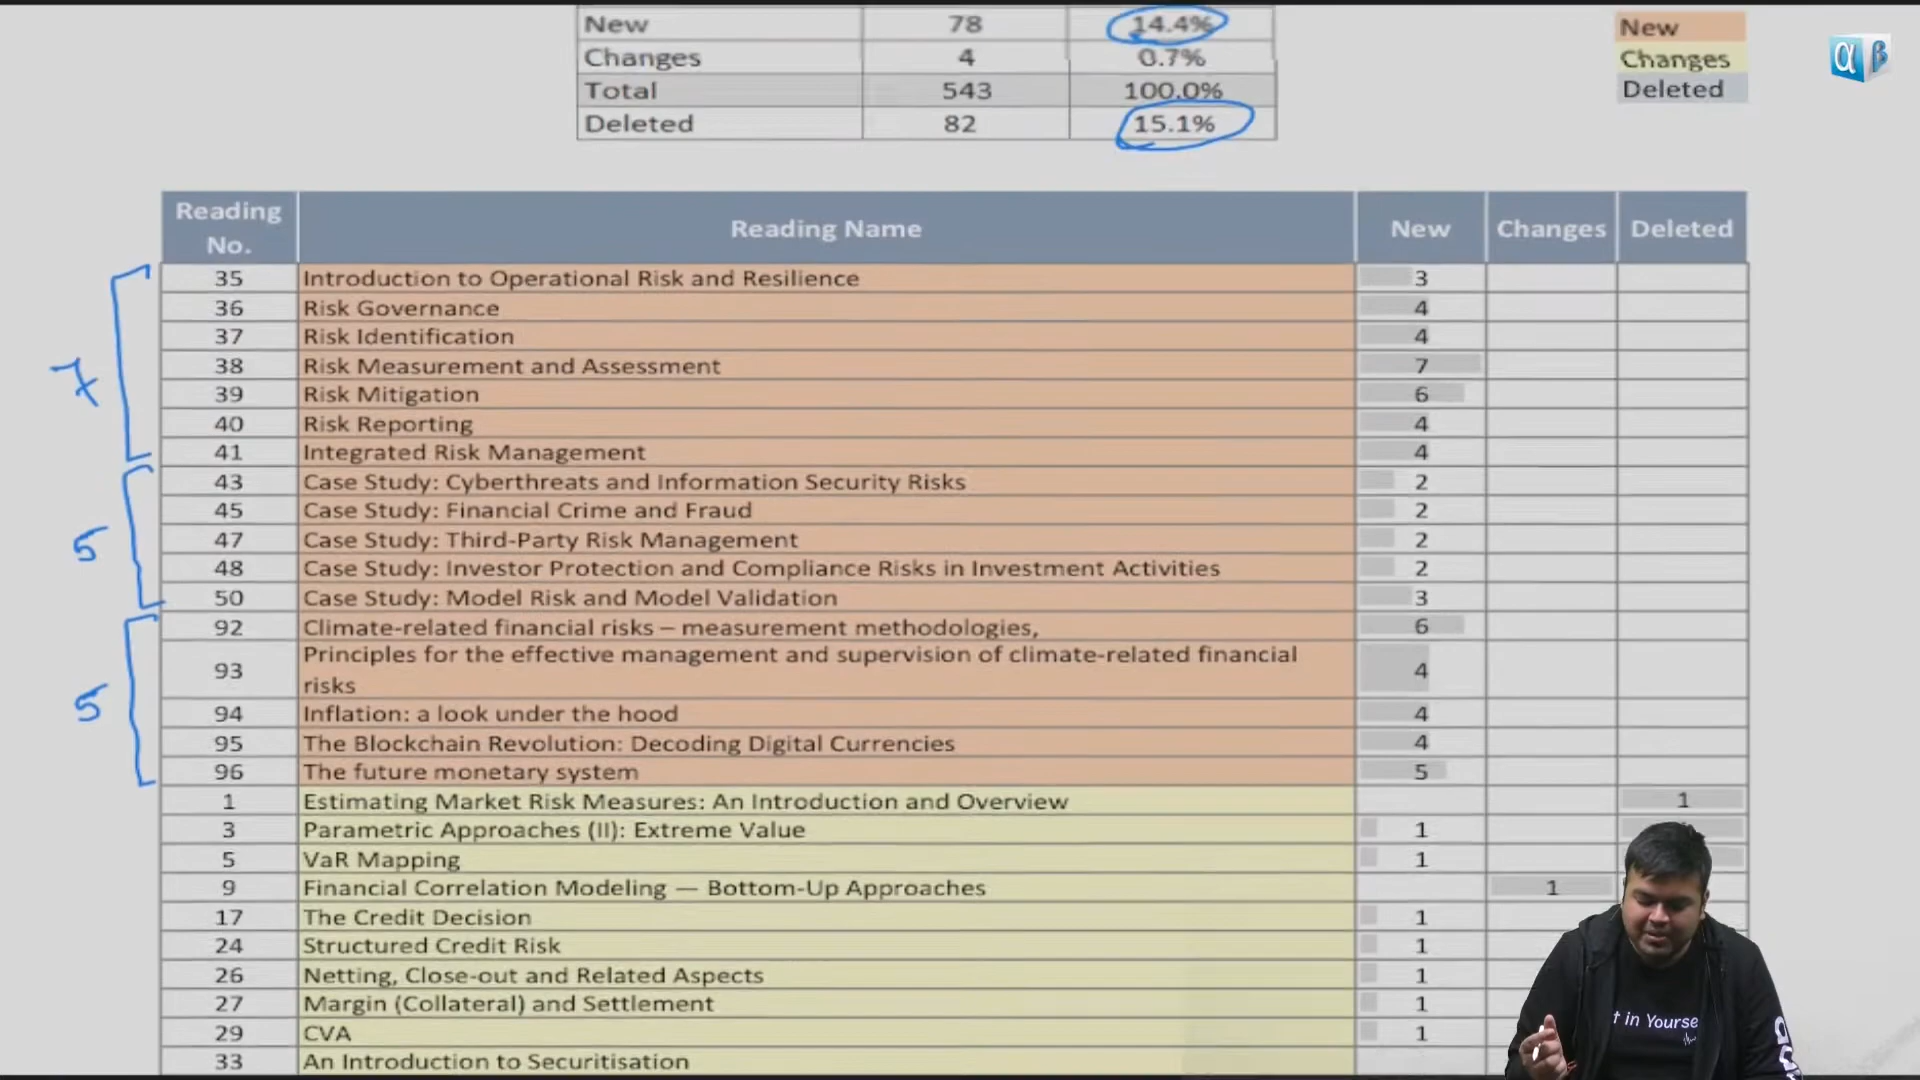 New 78 14.4%
Changes 4 0.7%
Total 543 100.0%
Deleted 82 15.1%
New
Changes
Deleted
α β
Reading No. Reading Name New Changes Deleted
35 Introduction to Operational Risk and Resilience 3
36 Risk Governance 4
37 Risk Identification 4
38 Risk Measurement and Assessment 7
39 Risk Mitigation 6
40 Risk Reporting 4
41 Integrated Risk Management 4
7
43 Case Study: Cyberthreats and Information Security Risks 2
45 Case Study: Financial Crime and Fraud 2
47 Case Study: Third-Party Risk Management 2
48 Case Study: Investor Protection and Compliance Risks in Investment Activities 2
50 Case Study: Model Risk and Model Validation 3
5
92 Climate-related financial risks – measurement methodologies, 6
93 Principles for the effective management and supervision of climate-related financial risks 4
94 Inflation: a look under the hood 4
95 The Blockchain Revolution: Decoding Digital Currencies 4
96 The future monetary system 5
5
1 Estimating Market Risk Measures: An Introduction and Overview 1
3 Parametric Approaches (II): Extreme Value 1
5 VaR Mapping 1
9 Financial Correlation Modeling — Bottom-Up Approaches 1
17 The Credit Decision 1
24 Structured Credit Risk 1
26 Netting, Close-out and Related Aspects 1
27 Margin (Collateral) and Settlement 1
29 CVA 1
33 An Introduction to Securitisation
t in Yourse